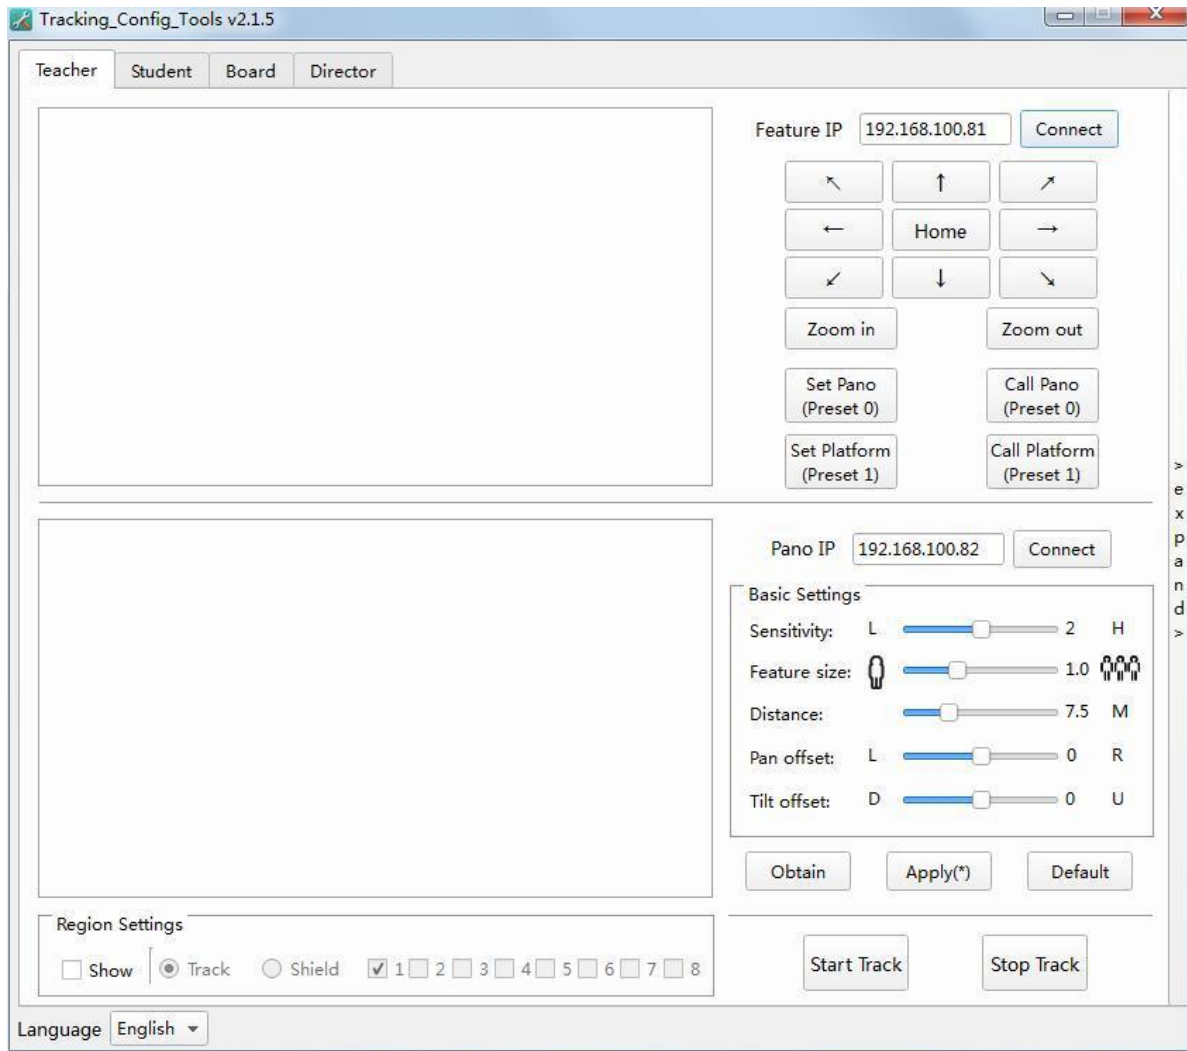 Tracking_Config_Tools v2.1.5
Teacher Student Board Director
Feature IP 192.168.100.81 Connect
↖ ↑ ↗
← Home →
↙ ↓ ↘
Zoom in Zoom out
Set Pano (Preset 0) Call Pano (Preset 0)
Set Platform (Preset 1) Call Platform (Preset 1)
> expand >
Pano IP 192.168.100.82 Connect
Basic Settings
Sensitivity: L 2 H
Feature size: 1.0
Distance: 7.5 M
Pan offset: L 0 R
Tilt offset: D 0 U
Obtain Apply(*) Default
Region Settings
Show Track Shield 1 2 3 4 5 6 7 8
Start Track Stop Track
Language English